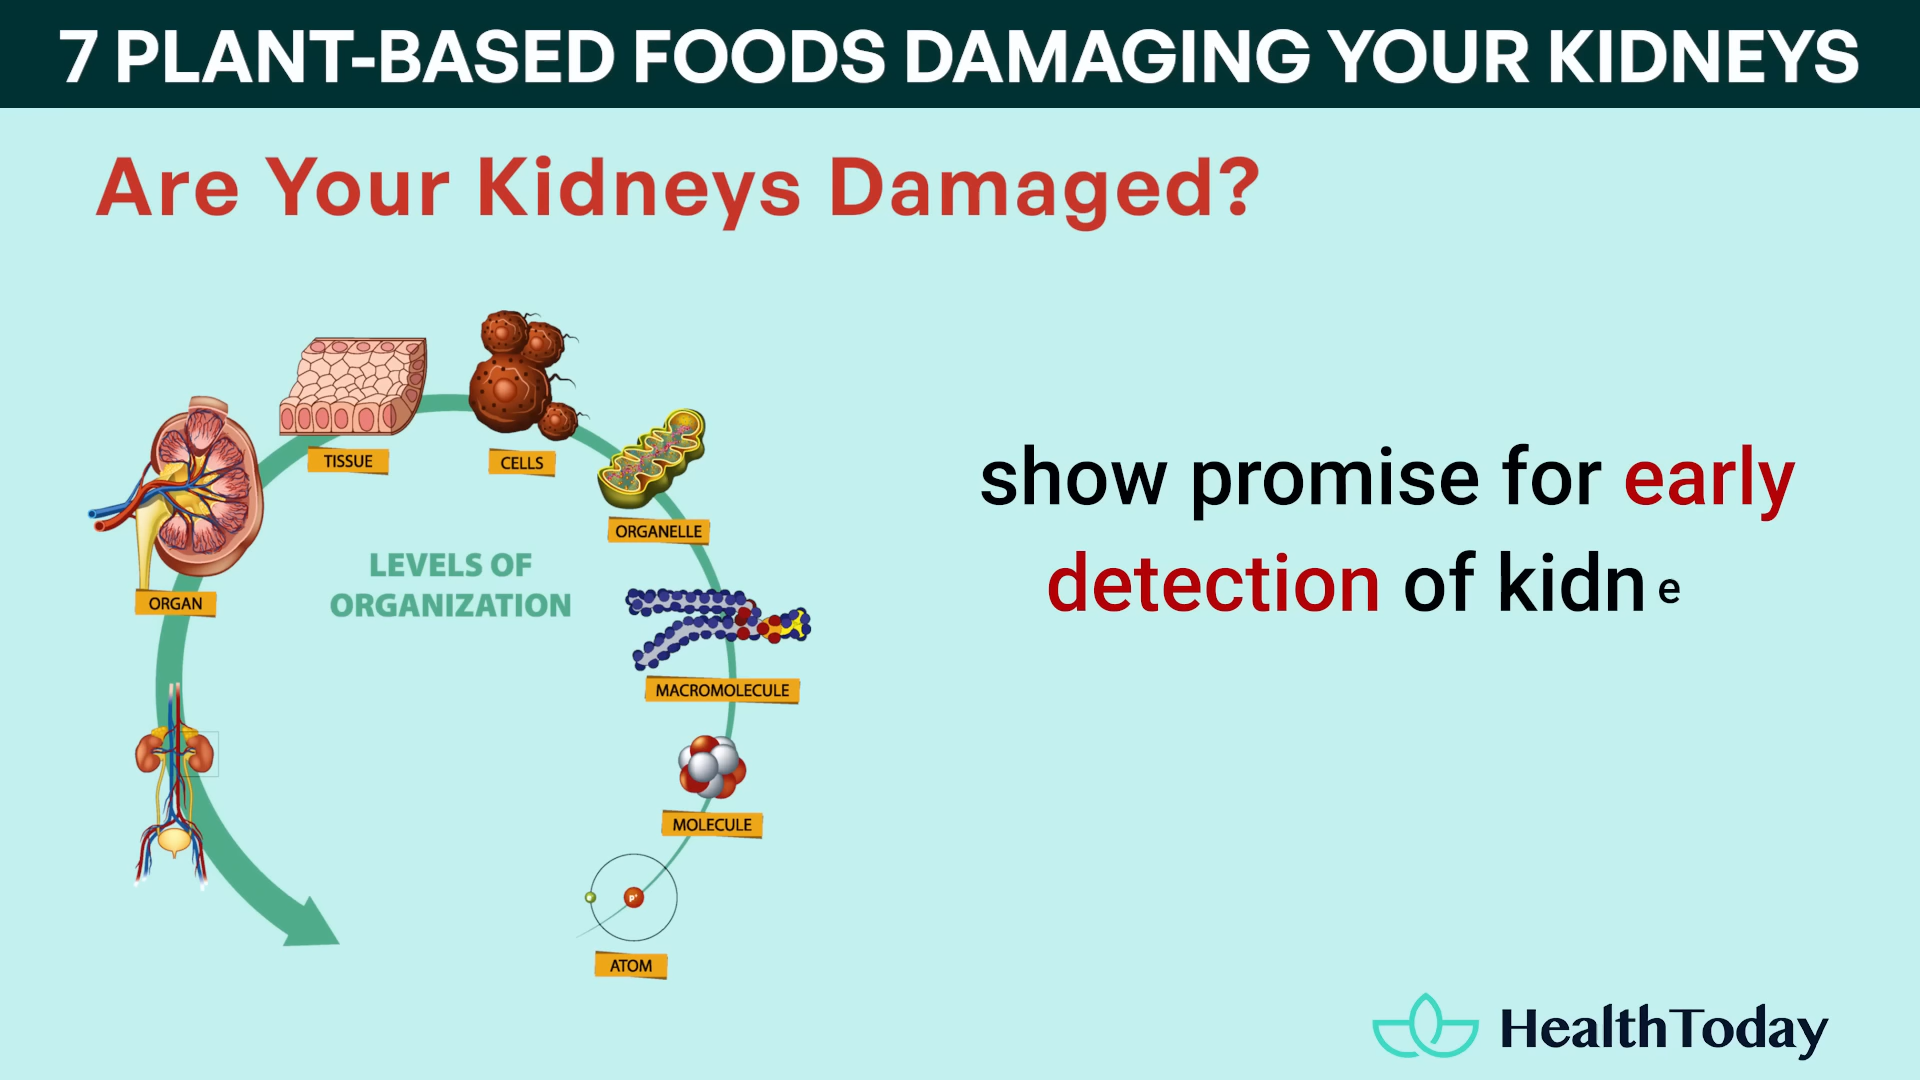 7 PLANT-BASED FOODS DAMAGING YOUR KIDNEYS
Are Your Kidneys Damaged?
TISSUE
CELLS
ORGANELLE
LEVELS OF
ORGANIZATION
ORGAN
MACROMOLECULE
MOLECULE
P+
ATOM
show promise for early
detection of kidne
HealthToday